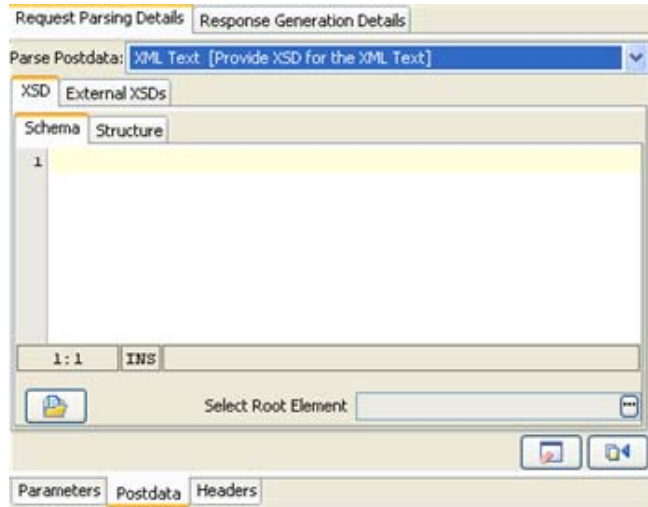 Request Parsing Details Response Generation Details
Parse Postdata: XML Text [Provide XSD for the XML Text]
XSD External XSDs
Schema Structure
1
1:1 INS
Select Root Element
Parameters Postdata Headers